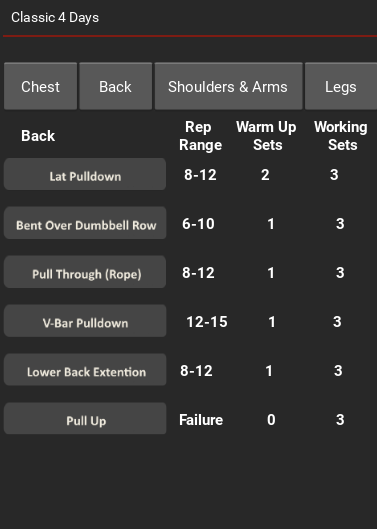 Classic 4 Days
Chest Back Shoulders & Arms Legs
Back Rep Range Warm Up Sets Working Sets
Lat Pulldown 8-12 2 3
Bent Over Dumbbell Row 6-10 1 3
Pull Through (Rope) 8-12 1 3
V-Bar Pulldown 12-15 1 3
Lower Back Extention 8-12 1 3
Pull Up Failure 0 3